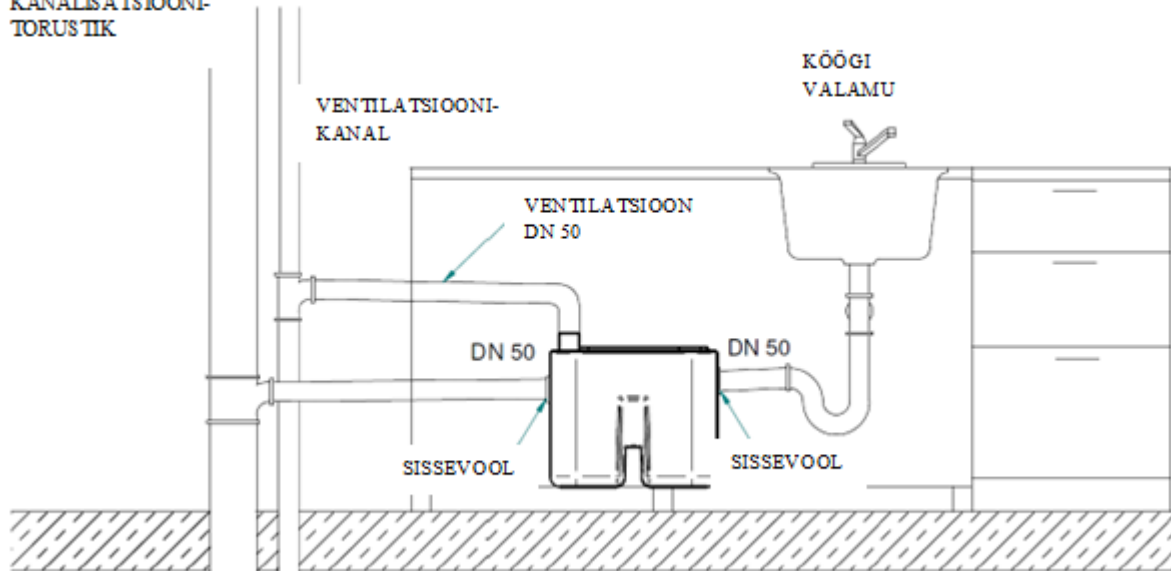 KANALISATSIOONI-
TORUSTIK
KÖÖGI
VALAMU
VENTILATSIOONI-
KANAL
VENTILATSIOON
DN 50
DN 50
DN 50
SISSEVOOL
SISSEVOOL